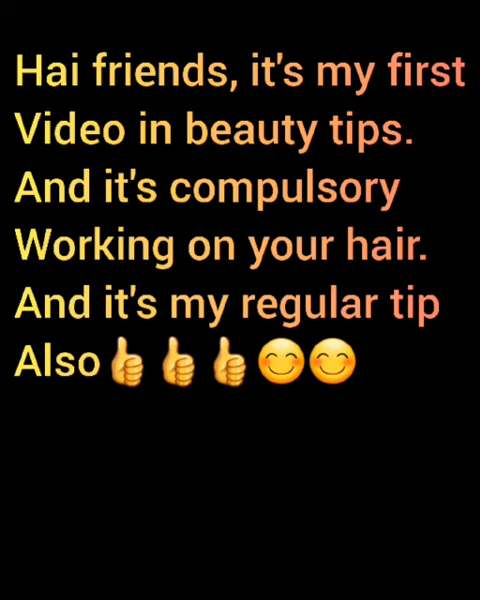 Hai friends, it's my first
Video in beauty tips.
And it's compulsory
Working on your hair.
And it's my regular tip
Also👍👍👍😊😊